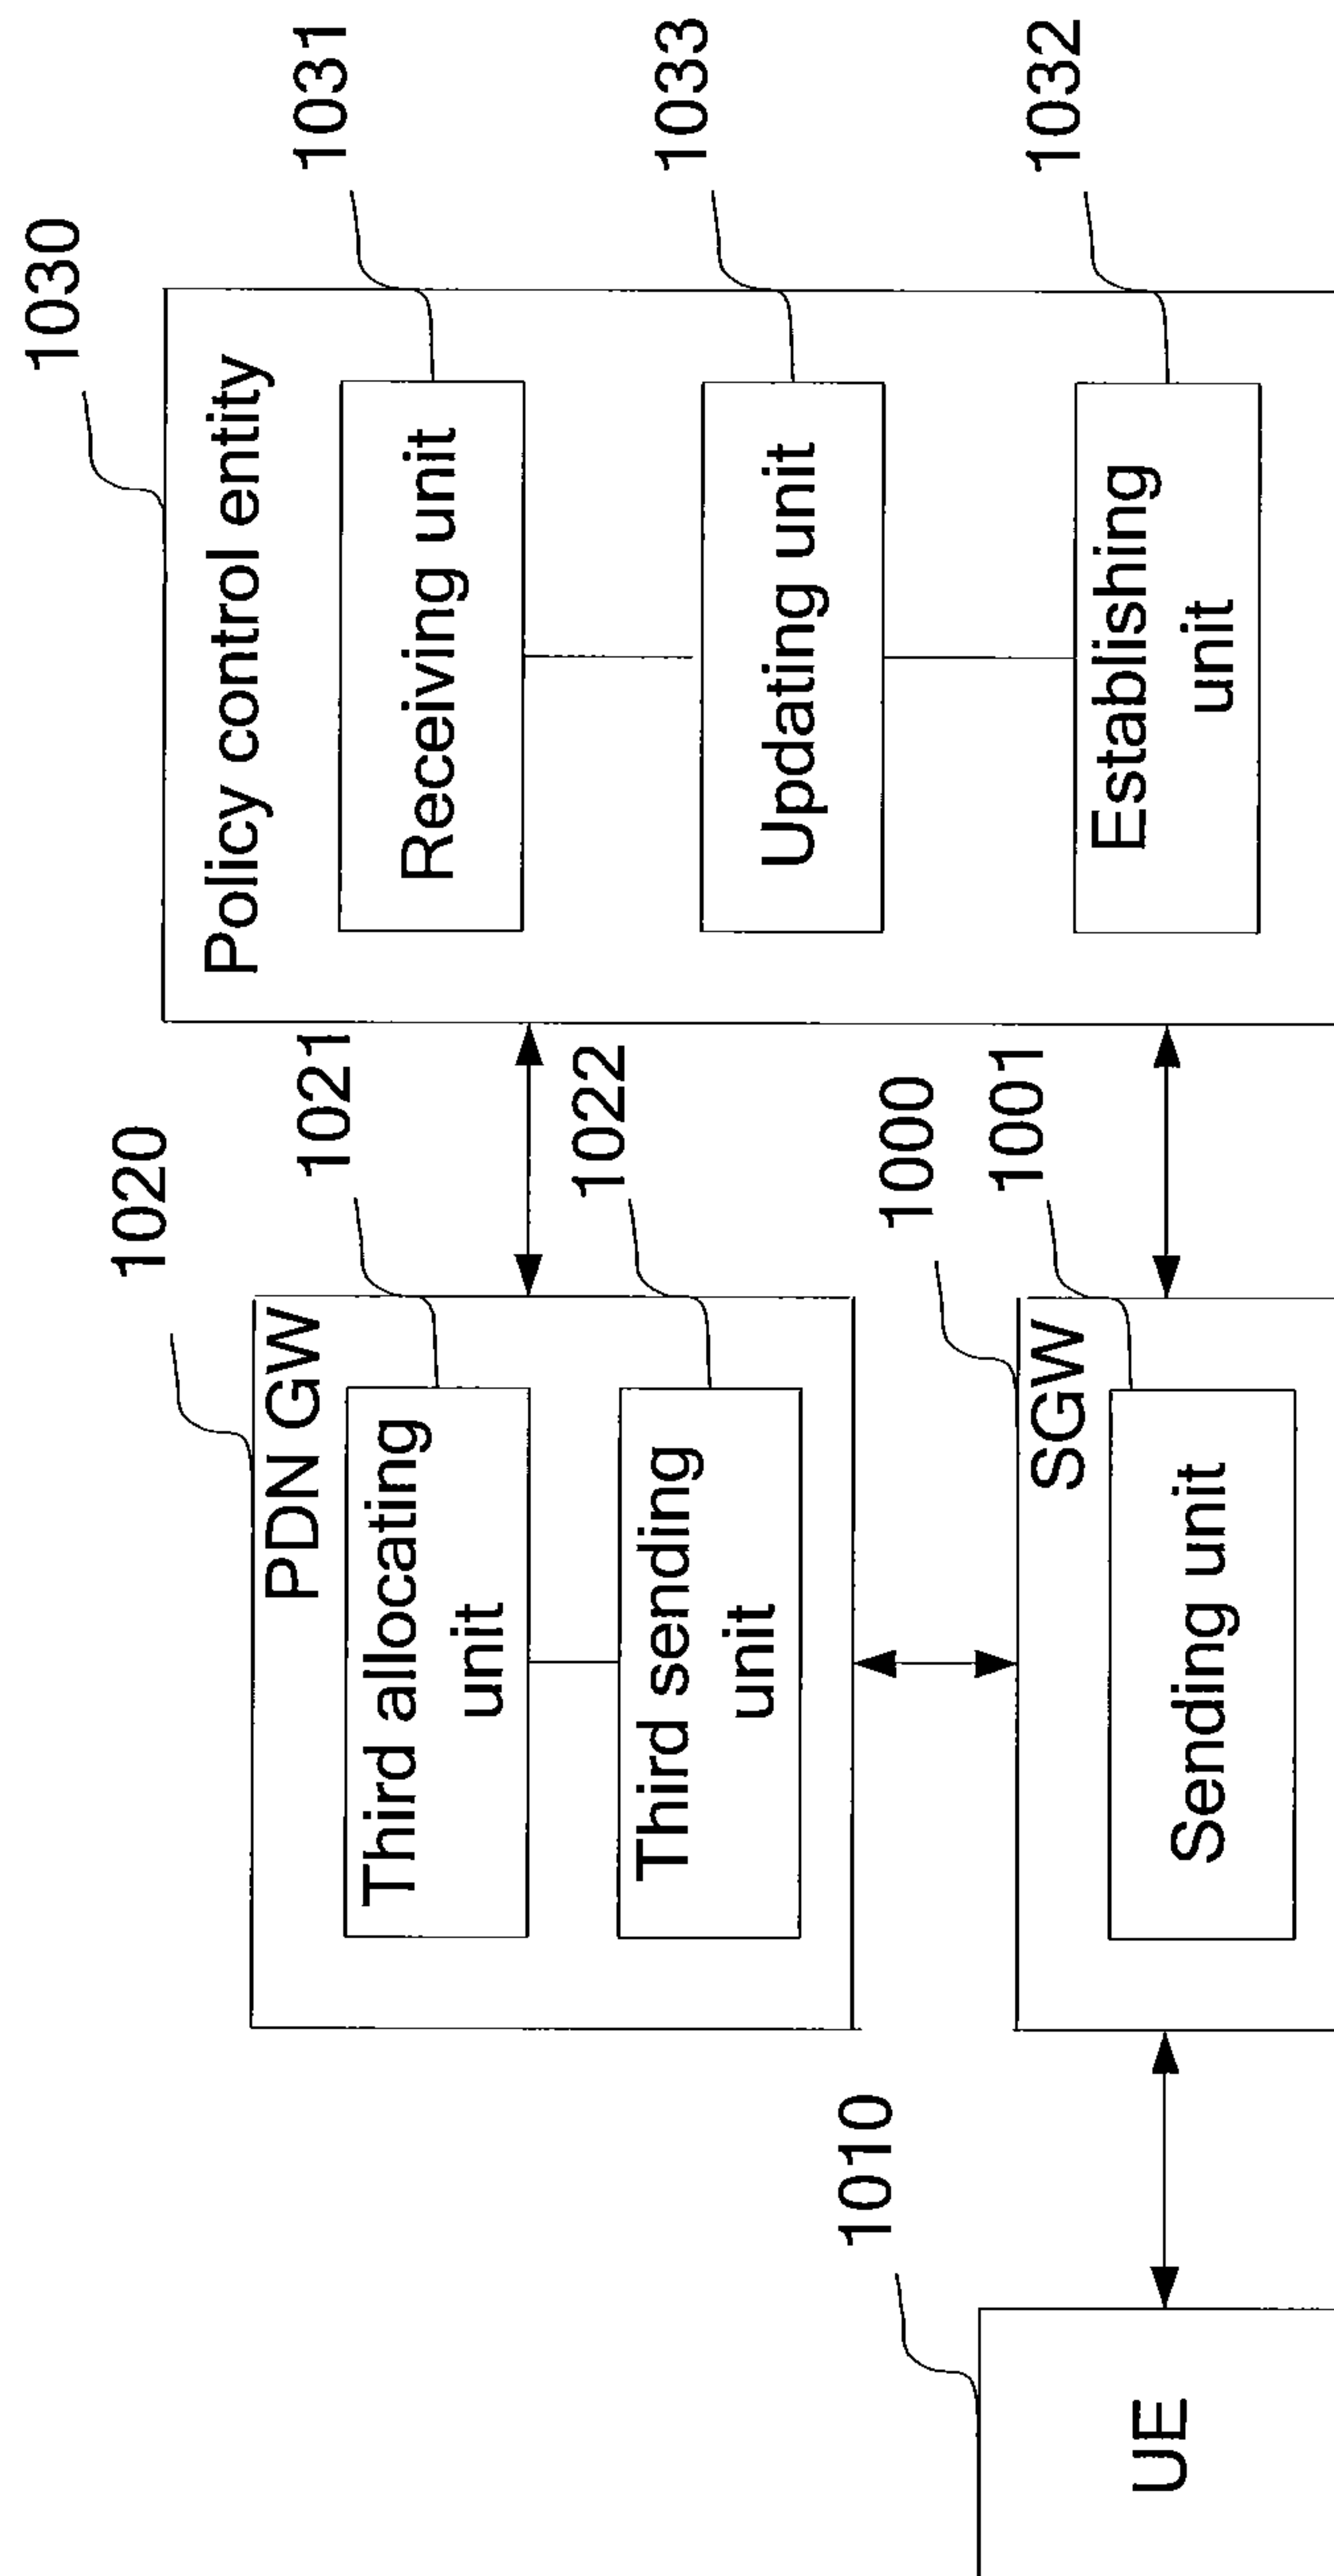 1030
Policy control entity
1031
Receiving unit
1033
Updating unit
1032
Establishing
unit
1020
PDN GW
1021
Third allocating
unit
1022
Third sending
unit
1000
SGW
1001
Sending unit
1010
UE